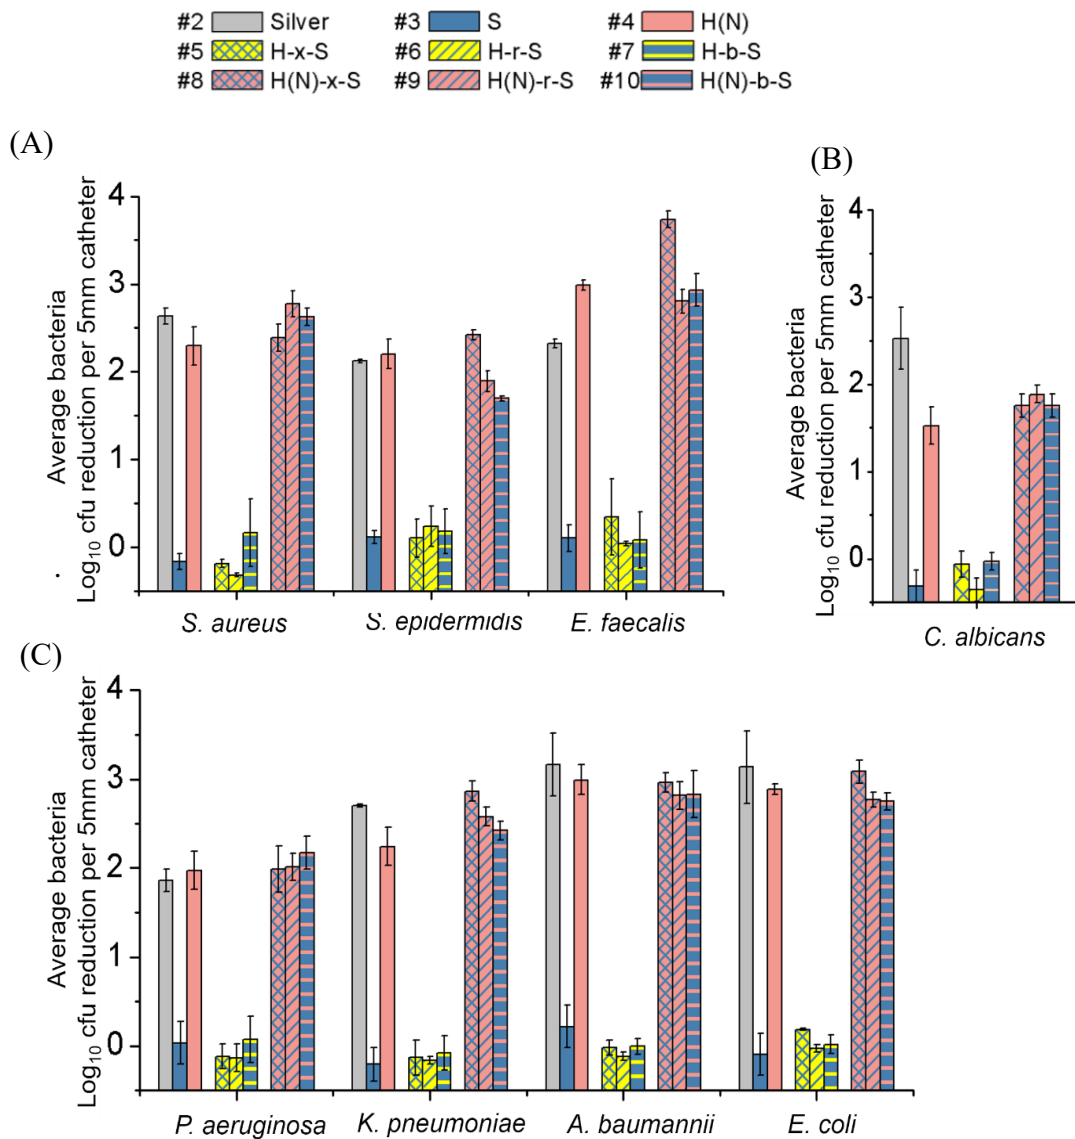 #2 Silver #3 S #4 H(N)
#5 H-x-S #6 H-r-S #7 H-b-S
#8 H(N)-x-S #9 H(N)-r-S #10 H(N)-b-S
(A)
Average bacteria
Log10 cfu reduction per 5mm catheter
4
3
2
1
0
S. aureus S. epidermidis E. faecalis
(B)
Average bacteria
Log10 cfu reduction per 5mm catheter
4
3
2
1
0
C. albicans
(C)
Average bacteria
Log10 cfu reduction per 5mm catheter
4
3
2
1
0
P. aeruginosa K. pneumoniae A. baumannii E. coli